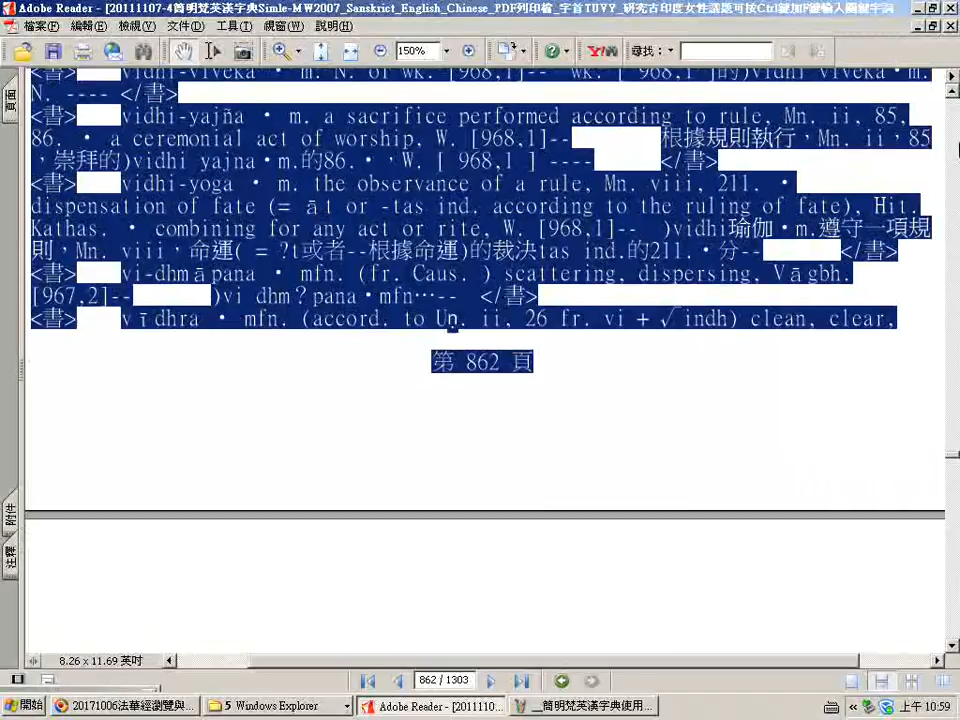 Adobe Reader - [20111107-4簡明梵英漢字典Simle-MW2007_Sanskrict_English_Chinese_PDF列印檔_字首TUVY_研究古印度女性議題可按Ctrl鍵加F鍵輸入關鍵字詞
檔案(F) 編輯(E) 檢視(V) 文件(D) 工具(T) 視窗(W) 說明(H)
150% 尋找:
頁面
<書> vidhi-viveka • m. N. of wk. [968,1]-- wk. [ 968,1 ]的)vidhi viveka•m.
N. ---- </書>
<書> vidhi-yajña • m. a sacrifice performed according to rule, Mn. ii, 85,
86. • a ceremonial act of worship, W. [968,1]-- 根據規則執行,Mn. ii,85
,崇拜的)vidhi yajna•m.的86.•,W. [ 968,1 ] ---- </書>
<書> vidhi-yoga • m. the observance of a rule, Mn. viii, 211. •
dispensation of fate (= āt or -tas ind. according to the ruling of fate), Hit.
Kathas. • combining for any act or rite, W. [968,1]-- )vidhi瑜伽•m.遵守一項規
則,Mn. viii,命運( = ?t或者--根據命運)的裁決tas ind.的211.•分-- </書>
<書> vi-dhmāpana • mfn. (fr. Caus. ) scattering, dispersing, Vāgbh.
[967,2]-- )vi dhm?pana•mfn…-- </書>
<書> vīdhra • mfn. (accord. to Uṇ. ii, 26 fr. vi + √indh) clean, clear,
第 862 頁
附件
注釋
8.26 x 11.69 英吋
862 / 1303
開始 20171006法華經瀏覽與... 5 Windows Explorer Adobe Reader - [201110... __簡明梵英漢字典使用... 上午 10:59